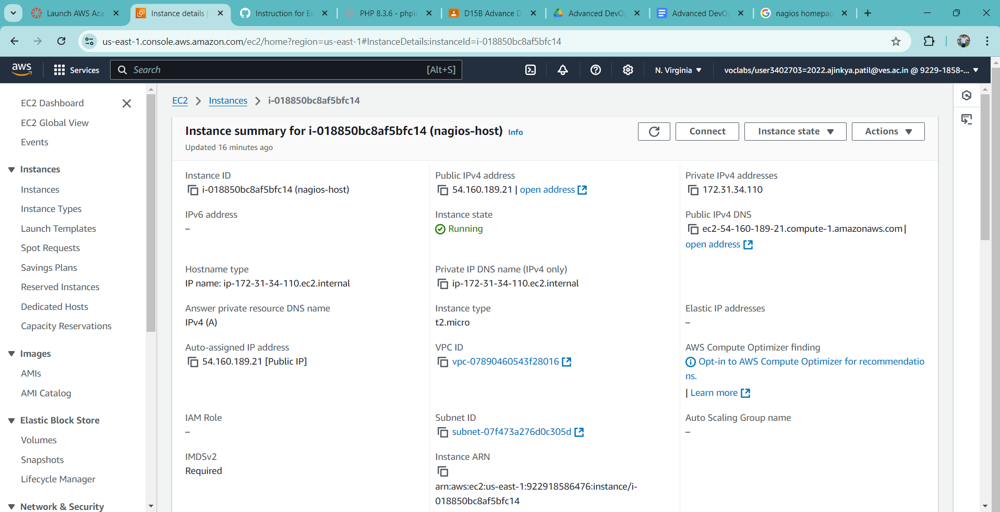 Launch AWS Aca
Instance details |
Instruction for Ex
PHP 8.3.6 - phpin
D15B Advance D
Advanced DevOp
Advanced DevOp
nagios homepag
us-east-1.console.aws.amazon.com/ec2/home?region=us-east-1#InstanceDetails:instanceId=i-018850bc8af5bfc14
aws
Services
Search
[Alt+S]
N. Virginia
voclabs/user3402703=2022.ajinkya.patil@ves.ac.in @ 9229-1858-...
EC2 Dashboard
EC2 Global View
Events
Instances
Instances
Instance Types
Launch Templates
Spot Requests
Savings Plans
Reserved Instances
Dedicated Hosts
Capacity Reservations
Images
AMIs
AMI Catalog
Elastic Block Store
Volumes
Snapshots
Lifecycle Manager
Network & Security
EC2
Instances
i-018850bc8af5bfc14
Instance summary for i-018850bc8af5bfc14 (nagios-host) Info
Updated 16 minutes ago
Connect
Instance state
Actions
Instance ID
i-018850bc8af5bfc14 (nagios-host)
Public IPv4 address
54.160.189.21 | open address
Private IPv4 addresses
172.31.34.110
IPv6 address
–
Instance state
Running
Public IPv4 DNS
ec2-54-160-189-21.compute-1.amazonaws.com |
open address
Hostname type
IP name: ip-172-31-34-110.ec2.internal
Private IP DNS name (IPv4 only)
ip-172-31-34-110.ec2.internal
Answer private resource DNS name
IPv4 (A)
Instance type
t2.micro
Elastic IP addresses
–
Auto-assigned IP address
54.160.189.21 [Public IP]
VPC ID
vpc-07890460543f28016
AWS Compute Optimizer finding
Opt-in to AWS Compute Optimizer for recommendatio
ns.
| Learn more
IAM Role
–
Subnet ID
subnet-07f473a276d0c305d
Auto Scaling Group name
–
IMDSv2
Required
Instance ARN
arn:aws:ec2:us-east-1:922918586476:instance/i-
018850bc8af5bfc14